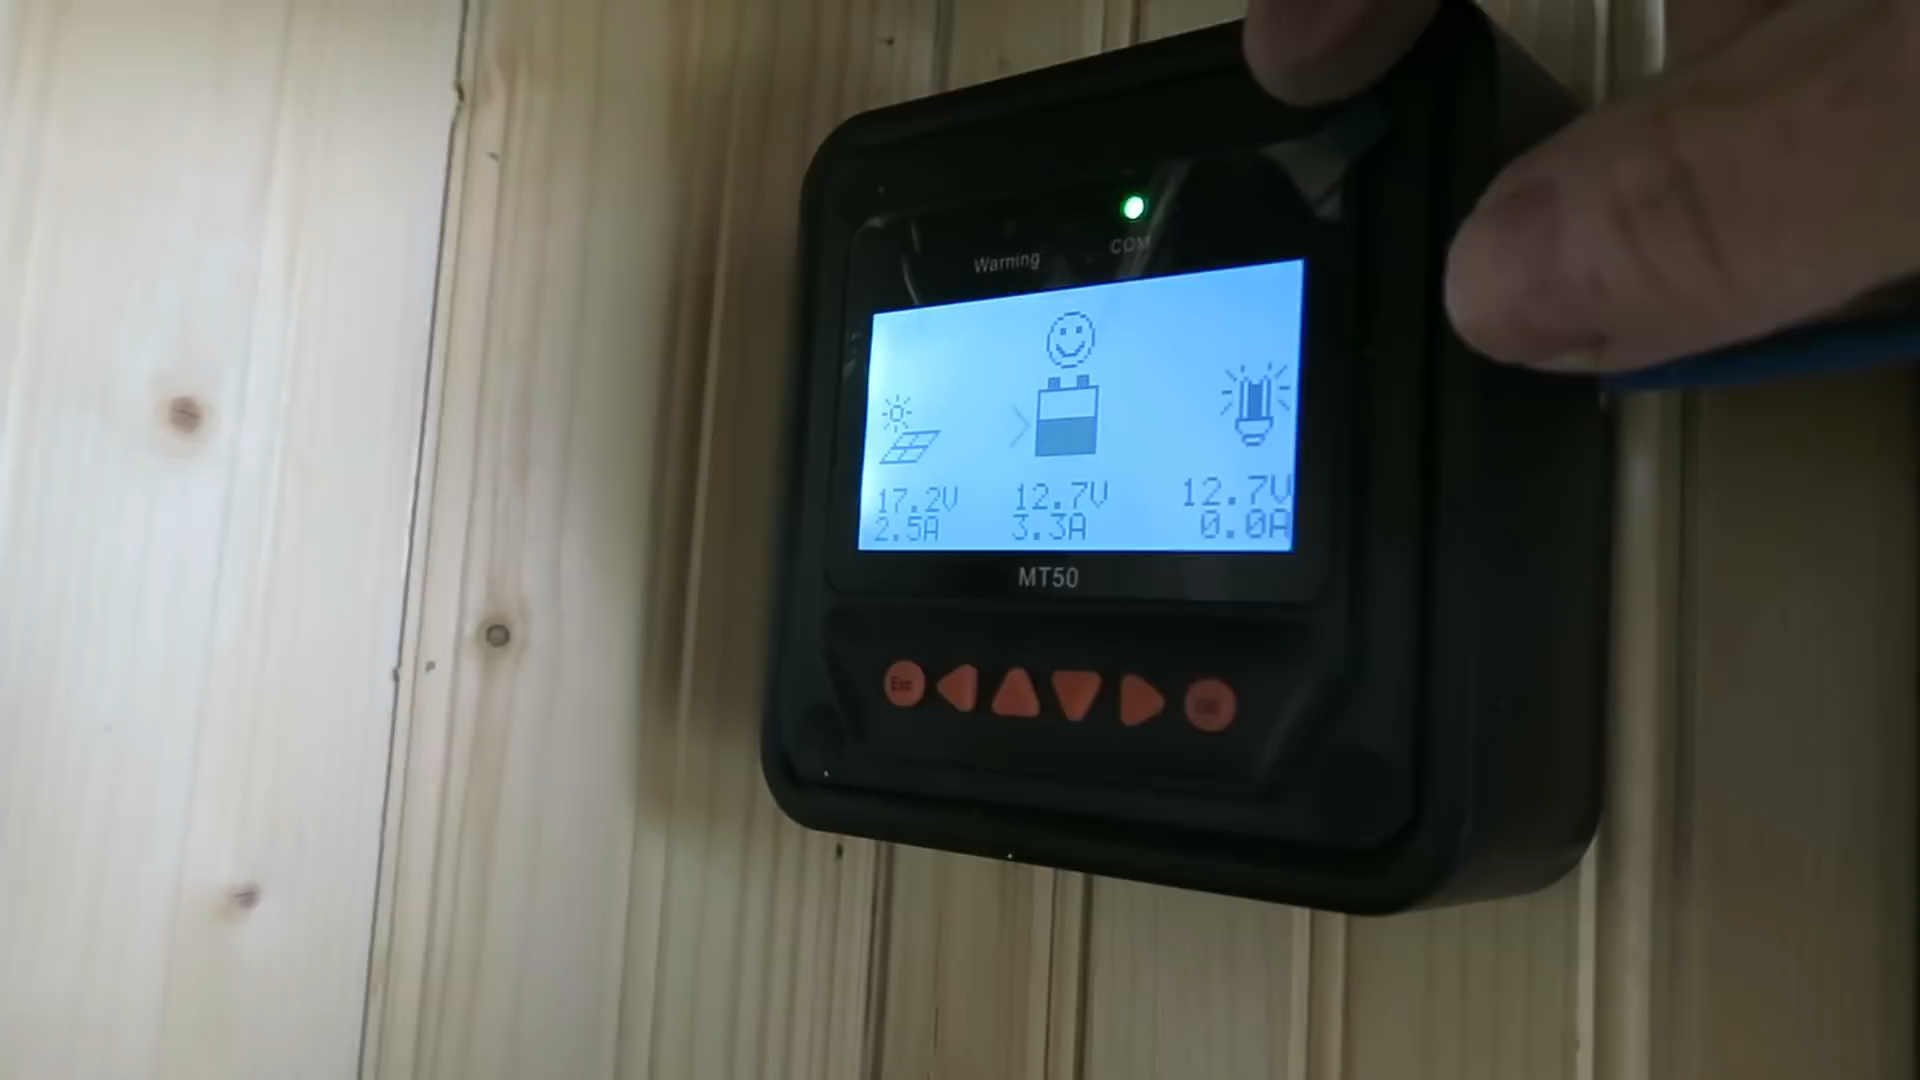 COM
Warning
17.2V 12.7V 12.7V
2.5A 3.3A 0.0A
MT50
Esc